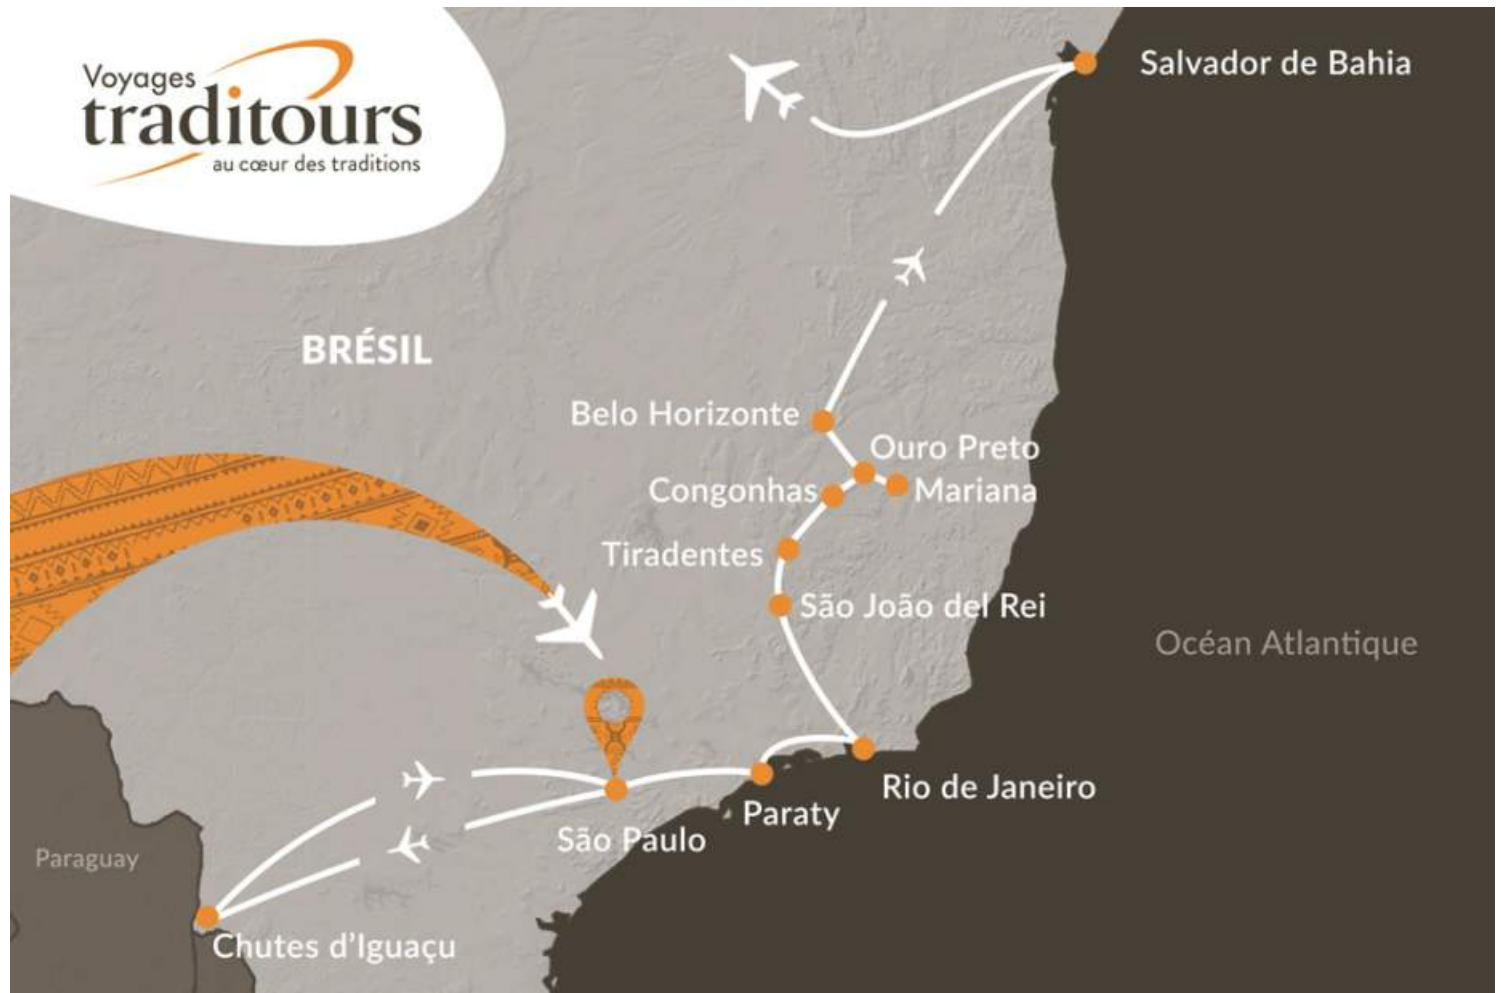 Voyages
traditours
au cœur des traditions
Salvador de Bahia
BRÉSIL
Belo Horizonte
Ouro Preto
Congonhas
Mariana
Tiradentes
São João del Rei
Océan Atlantique
Rio de Janeiro
Paraty
São Paulo
Paraguay
Chutes d’Iguaçu